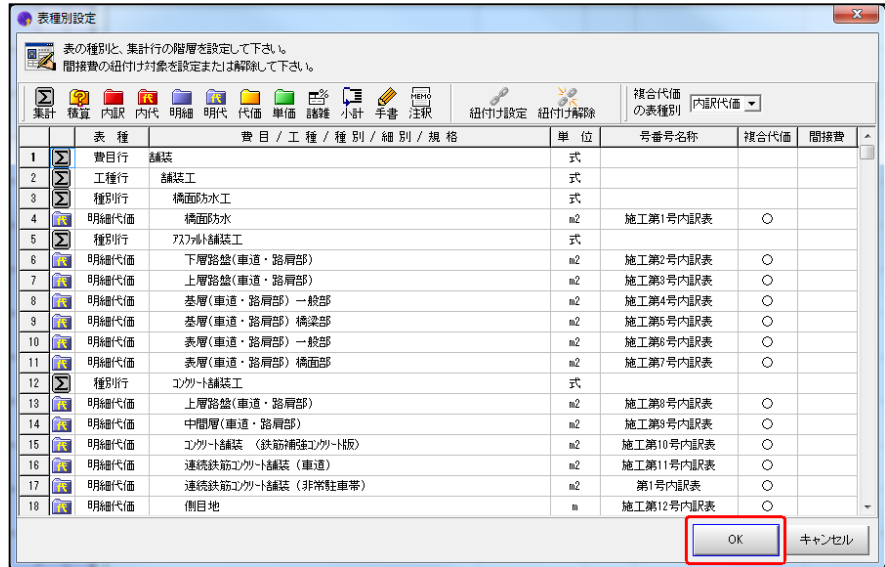 表種別設定
表の種別と、集計行の階層を設定して下さい。
間接費の紐付け対象を設定または解除して下さい。
集計 積算 内訳 内代 明細 明代 代価 単価 諸雑 小計 手書 注釈 紐付け設定 紐付け解除 複合代価の表種別 内訳代価
表 種 費 目 / 工 種 / 種 別 / 細 別 / 規 格 単 位 号番号名称 複合代価 間接費
1 費目行 舗装 式
2 工種行 舗装工 式
3 種別行 橋面防水工 式
4 明細代価 橋面防水 m2 施工第1号内訳表 ○
5 種別行 アスファルト舗装工 式
6 明細代価 下層路盤(車道・路肩部) m2 施工第2号内訳表 ○
7 明細代価 上層路盤(車道・路肩部) m2 施工第3号内訳表 ○
8 明細代価 基層(車道・路肩部) 一般部 m2 施工第4号内訳表 ○
9 明細代価 基層(車道・路肩部) 橋梁部 m2 施工第5号内訳表 ○
10 明細代価 表層(車道・路肩部) 一般部 m2 施工第6号内訳表 ○
11 明細代価 表層(車道・路肩部) 橋面部 m2 施工第7号内訳表 ○
12 種別行 コンクリート舗装工 式
13 明細代価 上層路盤(車道・路肩部) m2 施工第8号内訳表 ○
14 明細代価 中間層(車道・路肩部) m2 施工第9号内訳表 ○
15 明細代価 コンクリート舗装 (鉄筋補強コンクリート版) m2 施工第10号内訳表 ○
16 明細代価 連続鉄筋コンクリート舗装(車道) m2 施工第11号内訳表 ○
17 明細代価 連続鉄筋コンクリート舗装(非常駐車帯) m2 第1号内訳表 ○
18 明細代価 側目地 m 施工第12号内訳表 ○
OK キャンセル